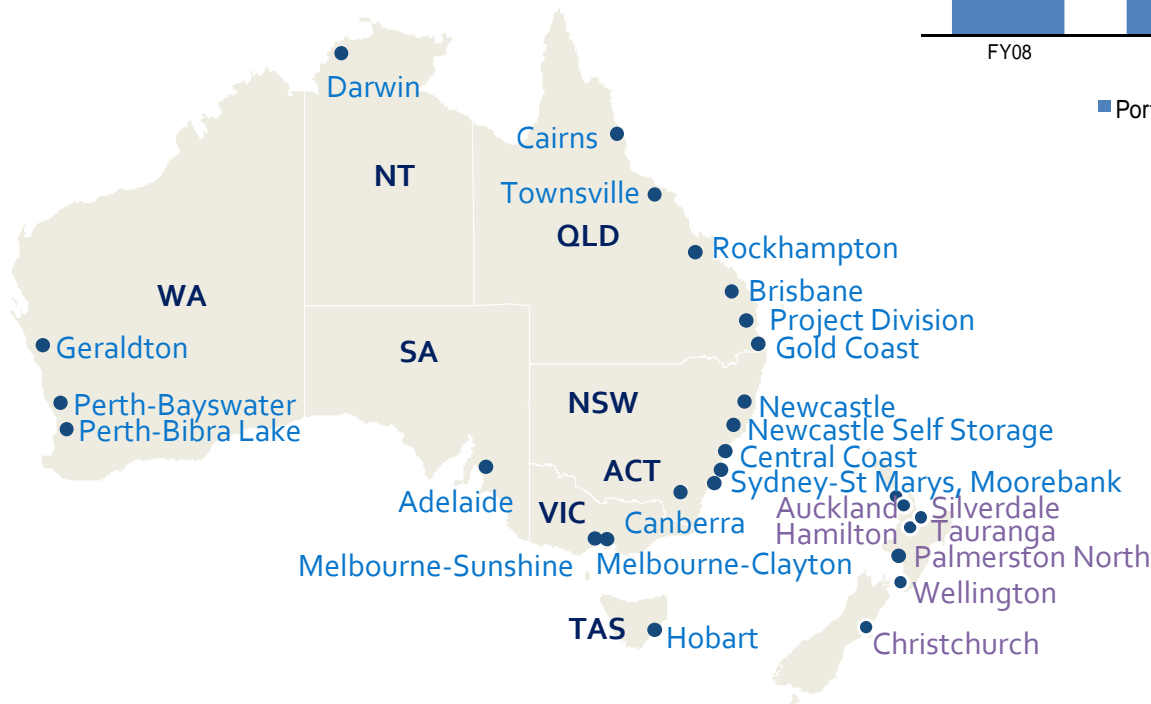 FY08
Por
Darwin
Cairns
NT
Townsville
QLD
Rockhampton
WA
Brisbane
Project Division
Geraldton
SA
Gold Coast
NSW
Perth-Bayswater
Newcastle
Perth-Bibra Lake
Newcastle Self Storage
Central Coast
ACT
Sydney-St Marys, Moorebank
Adelaide
Auckland
Silverdale
VIC
Canberra
Hamilton
Tauranga
Palmerston North
Melbourne-Sunshine
Melbourne-Clayton
Wellington
TAS
Hobart
Christchurch